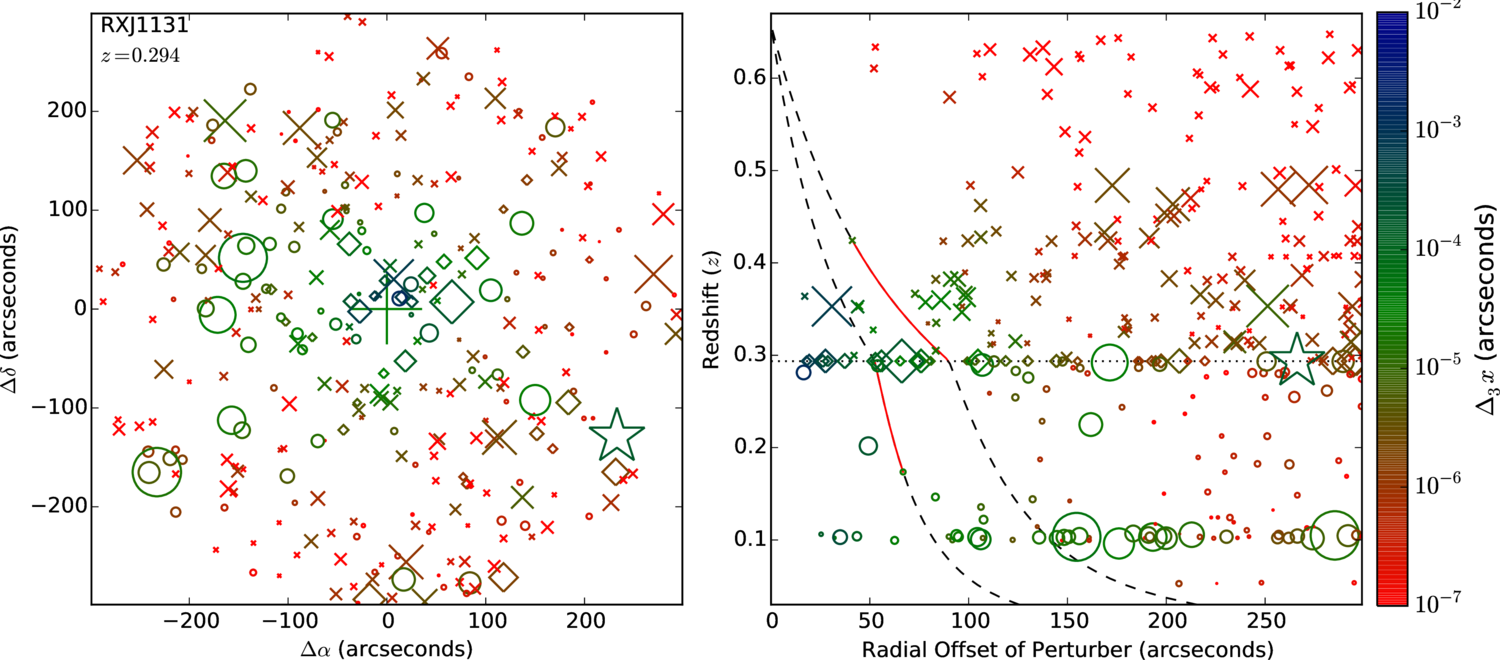 RXJ1131
z=0.294
200
100
0
−100
−200
Δδ (arcseconds)
−200 −100 0 100 200
Δα (arcseconds)
0.6
0.5
0.4
0.3
0.2
0.1
Redshift (z)
0 50 100 150 200 250
Radial Offset of Perturber (arcseconds)
10⁻²
10⁻³
10⁻⁴
10⁻⁵
10⁻⁶
10⁻⁷
Δ₃x (arcseconds)